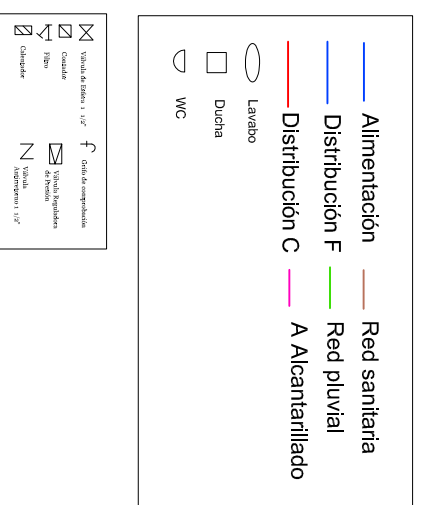 Alimentación
Red sanitaria
Distribución F
Red pluvial
Distribución C
A Alcantarillado
Lavabo
Ducha
WC
Válvula de Esfera 1 1/2"
Grifo de comprobación
Contador
Válvula Reguladora
de Presión
Filtro
Válvula
Antirretorno 1 1/2"
Calentador